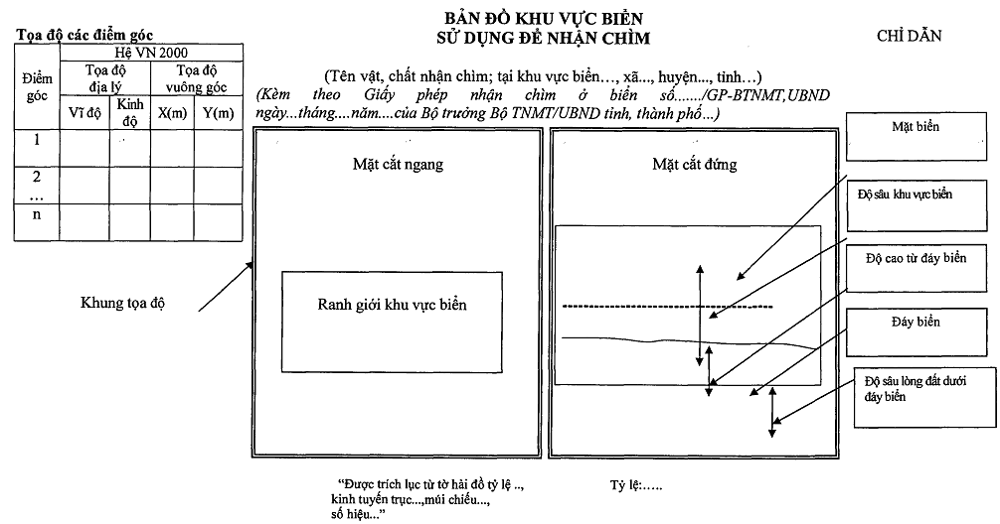 BẢN ĐỒ KHU VỰC BIỂN
SỬ DỤNG ĐỂ NHẬN CHÌM
CHỈ DẪN
Tọa độ các điểm góc
Điểm góc
Hệ VN 2000
Tọa độ địa lý
Tọa độ vuông góc
Vĩ độ
Kinh độ
X(m)
Y(m)
1
2
...
n
(Tên vật, chất nhận chìm; tại khu vực biển…, xã..., huyện..., tỉnh…)
(Kèm theo Giấy phép nhận chìm ở biển số......./GP-BTNMT,UBND
ngày...tháng....năm....của Bộ trưởng Bộ TNMT/UBND tỉnh, thành phố...)
Mặt cắt ngang
Ranh giới khu vực biển
Khung tọa độ
Mặt cắt đứng
Mặt biển
Độ sâu khu vực biển
Độ cao từ đáy biển
Đáy biển
Độ sâu lòng đất dưới
đáy biển
“Được trích lục từ tờ hải đồ tỷ lệ ..,
kinh tuyến trục...,múi chiếu...,
số hiệu...”
Tỷ lệ:…..